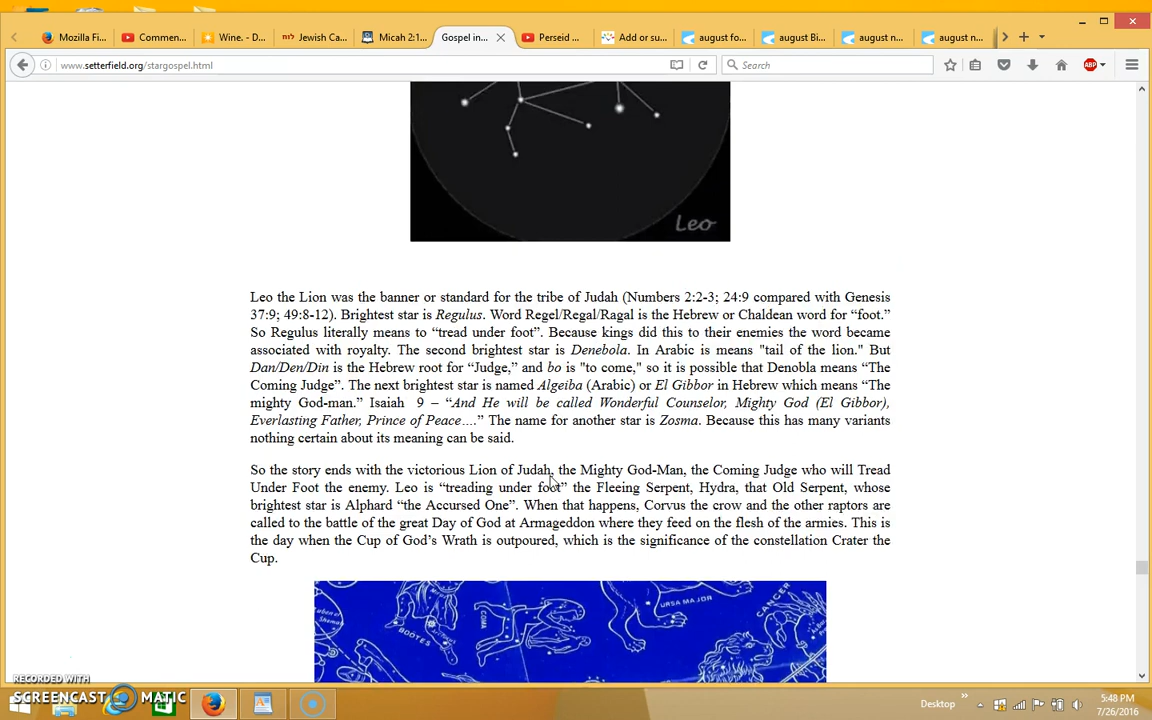 Mozilla Fi...
Commen...
Wine. - D...
Jewish Ca...
Micah 2:1...
Gospel in...
Perseid ...
Add or su...
august fo...
august Bi...
august n...
august n...
www.setterfield.org/stargospel.html
Search
ABP
Leo
Leo the Lion was the banner or standard for the tribe of Judah (Numbers 2:2-3; 24:9 compared with Genesis
37:9; 49:8-12). Brightest star is Regulus. Word Regel/Regal/Ragal is the Hebrew or Chaldean word for “foot.”
So Regulus literally means to “tread under foot”. Because kings did this to their enemies the word became
associated with royalty. The second brightest star is Denebola. In Arabic is means "tail of the lion." But
Dan/Den/Din is the Hebrew root for “Judge,” and bo is "to come," so it is possible that Denobla means “The
Coming Judge”. The next brightest star is named Algeiba (Arabic) or El Gibbor in Hebrew which means “The
mighty God-man.” Isaiah 9 – “And He will be called Wonderful Counselor, Mighty God (El Gibbor),
Everlasting Father, Prince of Peace….” The name for another star is Zosma. Because this has many variants
nothing certain about its meaning can be said.
So the story ends with the victorious Lion of Judah, the Mighty God-Man, the Coming Judge who will Tread
Under Foot the enemy. Leo is “treading under foot” the Fleeing Serpent, Hydra, that Old Serpent, whose
brightest star is Alphard “the Accursed One”. When that happens, Corvus the crow and the other raptors are
called to the battle of the great Day of God at Armageddon where they feed on the flesh of the armies. This is
the day when the Cup of God’s Wrath is outpoured, which is the significance of the constellation Crater the
Cup.
BOOTES
COMA
URSA MAJOR
CANCER
RECORDED WITH
SCREENCAST MATIC
Desktop
5:48 PM
7/26/2016